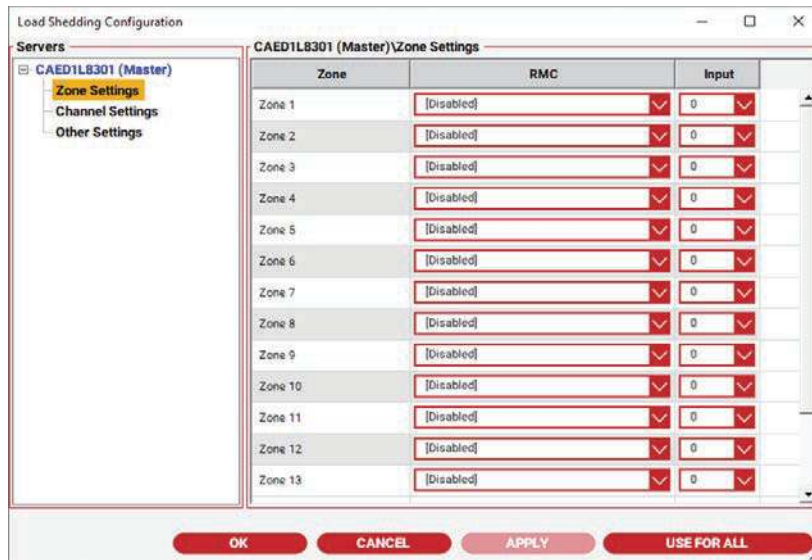 Load Shedding Configuration
Servers
CAED1L8301 (Master)
Zone Settings
Channel Settings
Other Settings
CAED1L8301 (Master)\Zone Settings
Zone RMC Input
Zone 1 [Disabled] 0
Zone 2 [Disabled] 0
Zone 3 [Disabled] 0
Zone 4 [Disabled] 0
Zone 5 [Disabled] 0
Zone 6 [Disabled] 0
Zone 7 [Disabled] 0
Zone 8 [Disabled] 0
Zone 9 [Disabled] 0
Zone 10 [Disabled] 0
Zone 11 [Disabled] 0
Zone 12 [Disabled] 0
Zone 13 [Disabled] 0
OK CANCEL APPLY USE FOR ALL